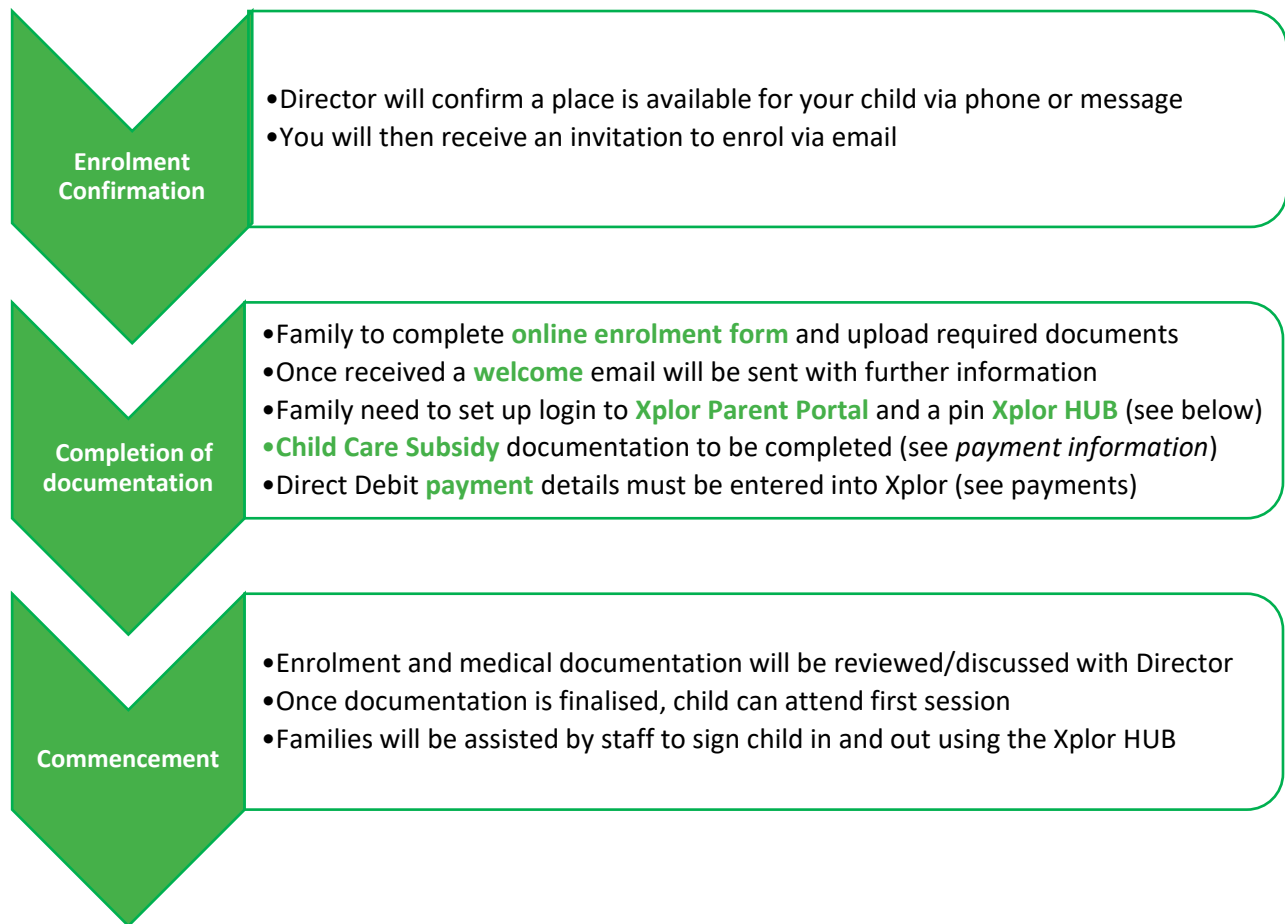 Enrolment
Confirmation
•Director will confirm a place is available for your child via phone or message
•You will then receive an invitation to enrol via email
Completion of
documentation
•Family to complete online enrolment form and upload required documents
•Once received a welcome email will be sent with further information
•Family need to set up login to Xplor Parent Portal and a pin Xplor HUB (see below)
•Child Care Subsidy documentation to be completed (see payment information)
•Direct Debit payment details must be entered into Xplor (see payments)
Commencement
•Enrolment and medical documentation will be reviewed/discussed with Director
•Once documentation is finalised, child can attend first session
•Families will be assisted by staff to sign child in and out using the Xplor HUB